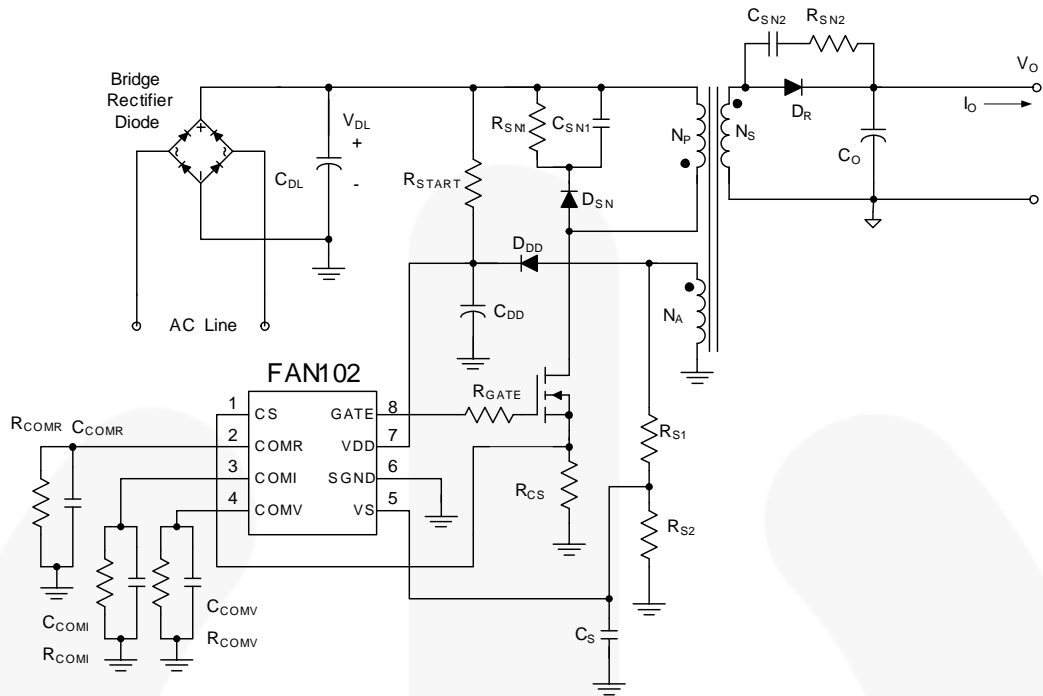 CSN2
RSN2
VO
IO
DR
CO
NS
NP
Bridge
Rectifier
Diode
VDL
+
-
CDL
RSN1
CSN1
RSTART
DSN
DDD
CDD
NA
AC Line
FAN102
1 CS
2 COMR
3 COMI
4 COMV
GATE 8
VDD 7
SGND 6
VS 5
RGATE
RCS
RS1
RS2
CS
RCOMR
CCOMR
CCOMI
RCOMI
CCOMV
RCOMV